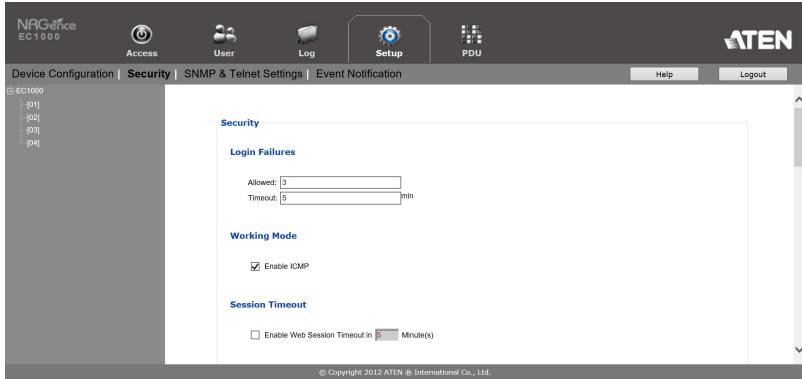 NRGence
EC1000
Access
User
Log
Setup
PDU
ATEN
Device Configuration | Security | SNMP & Telnet Settings | Event Notification
Help
Logout
EC1000
[01]
[02]
[03]
[04]
Security
Login Failures
Allowed: 3
Timeout: 5 min
Working Mode
Enable ICMP
Session Timeout
Enable Web Session Timeout in 5 Minute(s)
© Copyright 2012 ATEN ® International Co., Ltd.